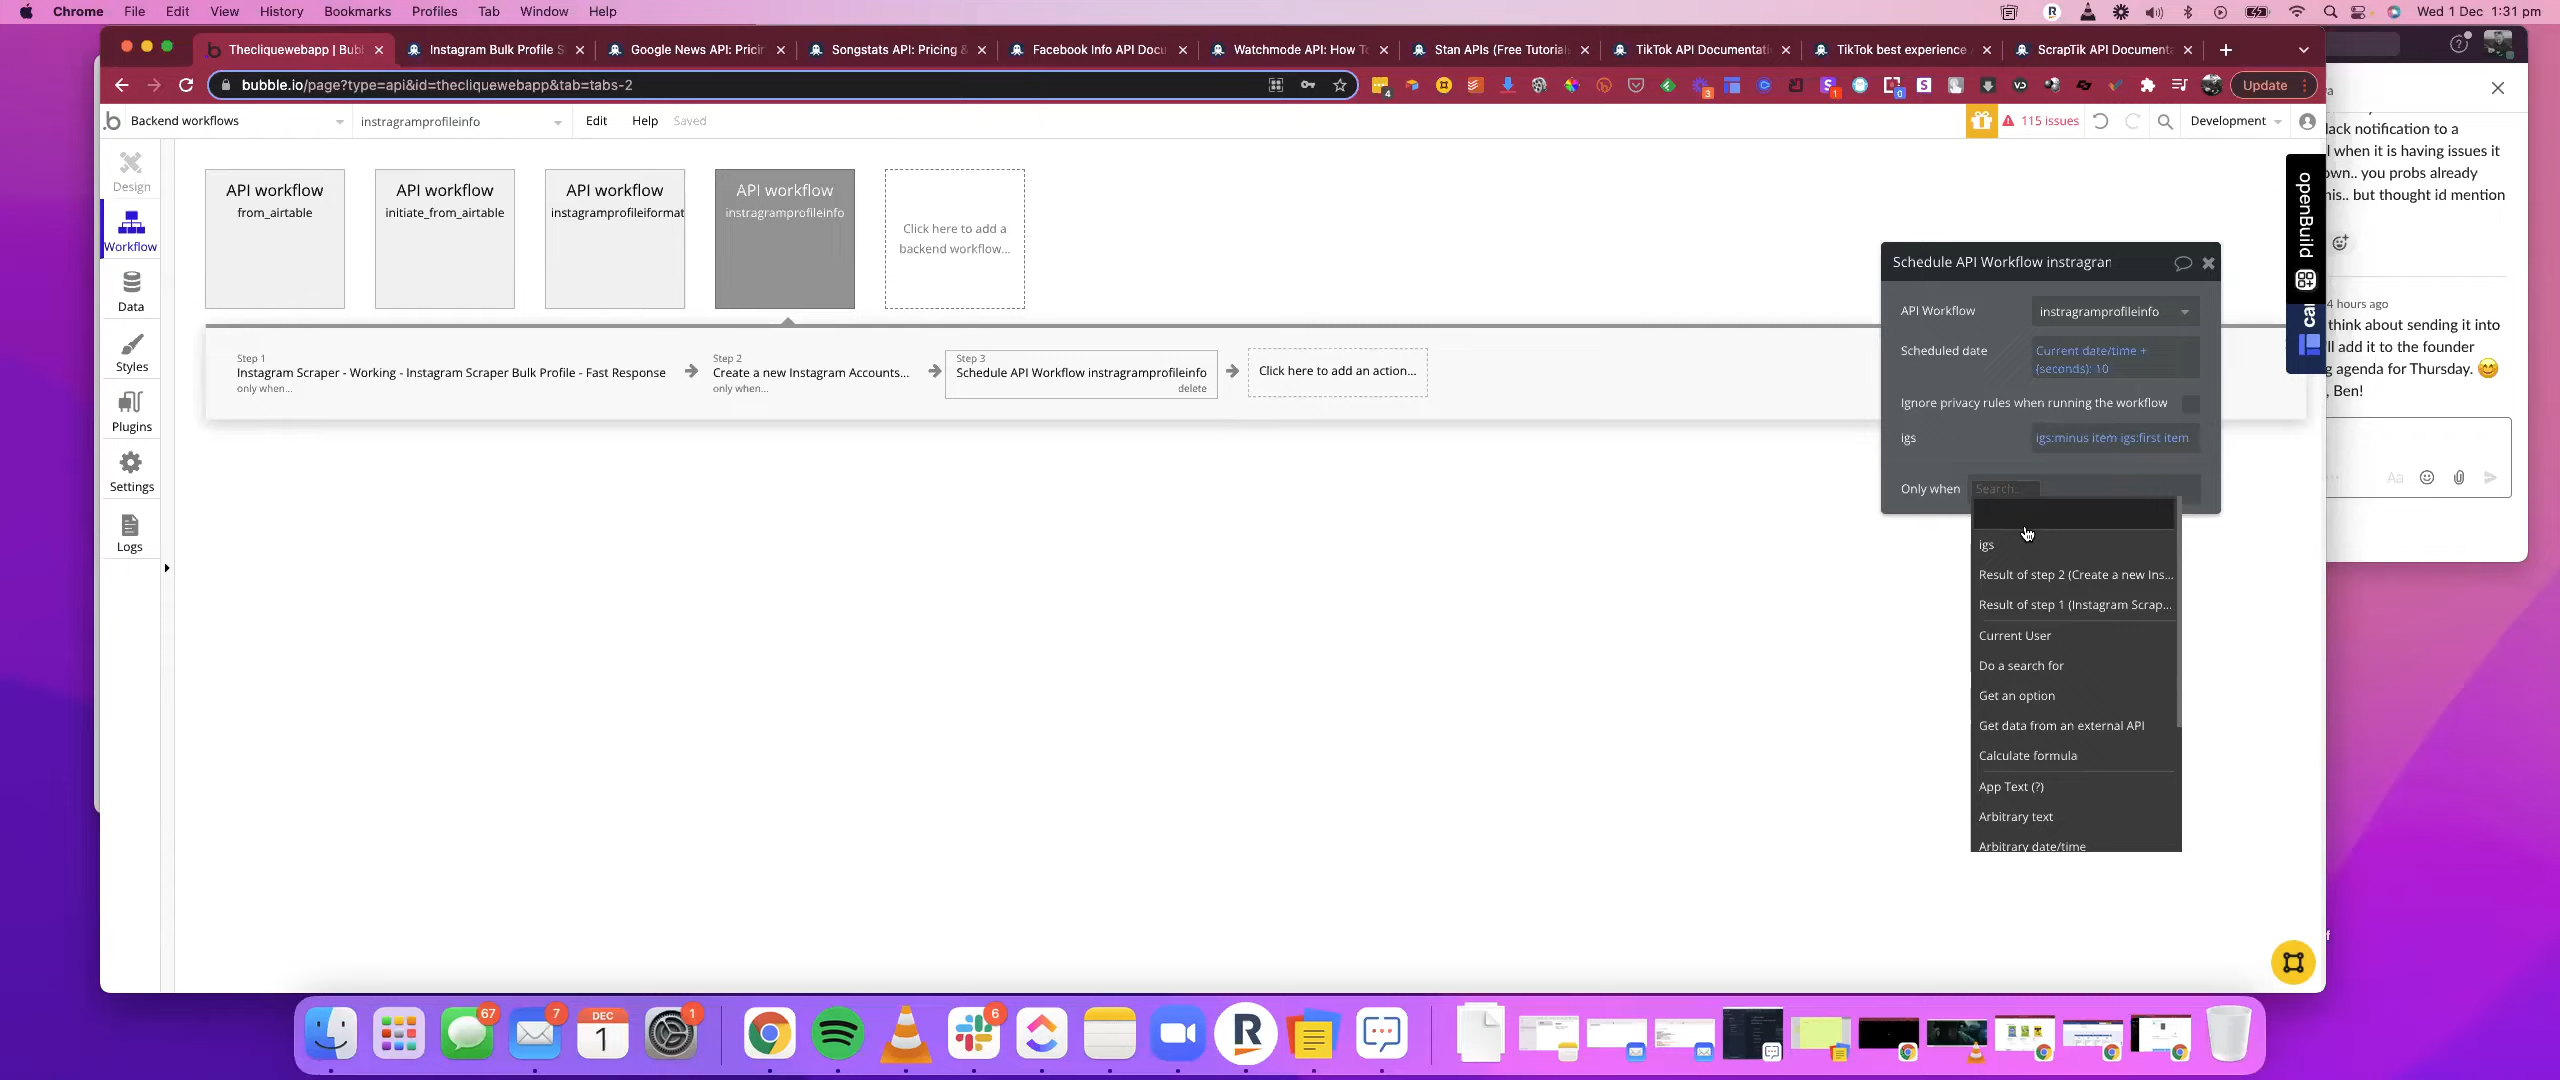 Chrome File Edit View History Bookmarks Profiles Tab Window Help
Wed 1 Dec 1:31 pm
Thecliquewebapp | Bubl
Instagram Bulk Profile S
Google News API: Pricin
Songstats API: Pricing &
Facebook Info API Docu
Watchmode API: How To
Stan APIs (Free Tutorials
TikTok API Documentati
TikTok best experience
ScrapTik API Documenta
bubble.io/page?type=api&id=thecliquewebapp&tab=tabs-2
Update
Backend workflows
instragramprofileinfo
Edit
Help
Saved
115 issues
Development
Design
Workflow
Data
Styles
Plugins
Settings
Logs
API workflow
from_airtable
API workflow
initiate_from_airtable
API workflow
instagramprofileiformat
API workflow
instragramprofileinfo
Click here to add a
backend workflow...
Step 1
Instagram Scraper - Working - Instagram Scraper Bulk Profile - Fast Response
only when...
Step 2
Create a new Instagram Accounts...
only when...
Step 3
Schedule API Workflow instragramprofileinfo
delete
Click here to add an action...
Schedule API Workflow instragran
API Workflow
instragramprofileinfo
Scheduled date
Current date/time +
(seconds): 10
Ignore privacy rules when running the workflow
igs
igs:minus item igs:first item
Only when
Search...
igs
Result of step 2 (Create a new Ins...
Result of step 1 (Instagram Scrap...
Current User
Do a search for
Get an option
Get data from an external API
Calculate formula
App Text (?)
Arbitrary text
Arbitrary date/time
openBuild
lack notification to a
l when it is having issues it
own.. you probs already
his.. but thought id mention
4 hours ago
think about sending it into
'll add it to the founder
g agenda for Thursday. 😊
, Ben!
Aa
67
7
DEC
1
1
6